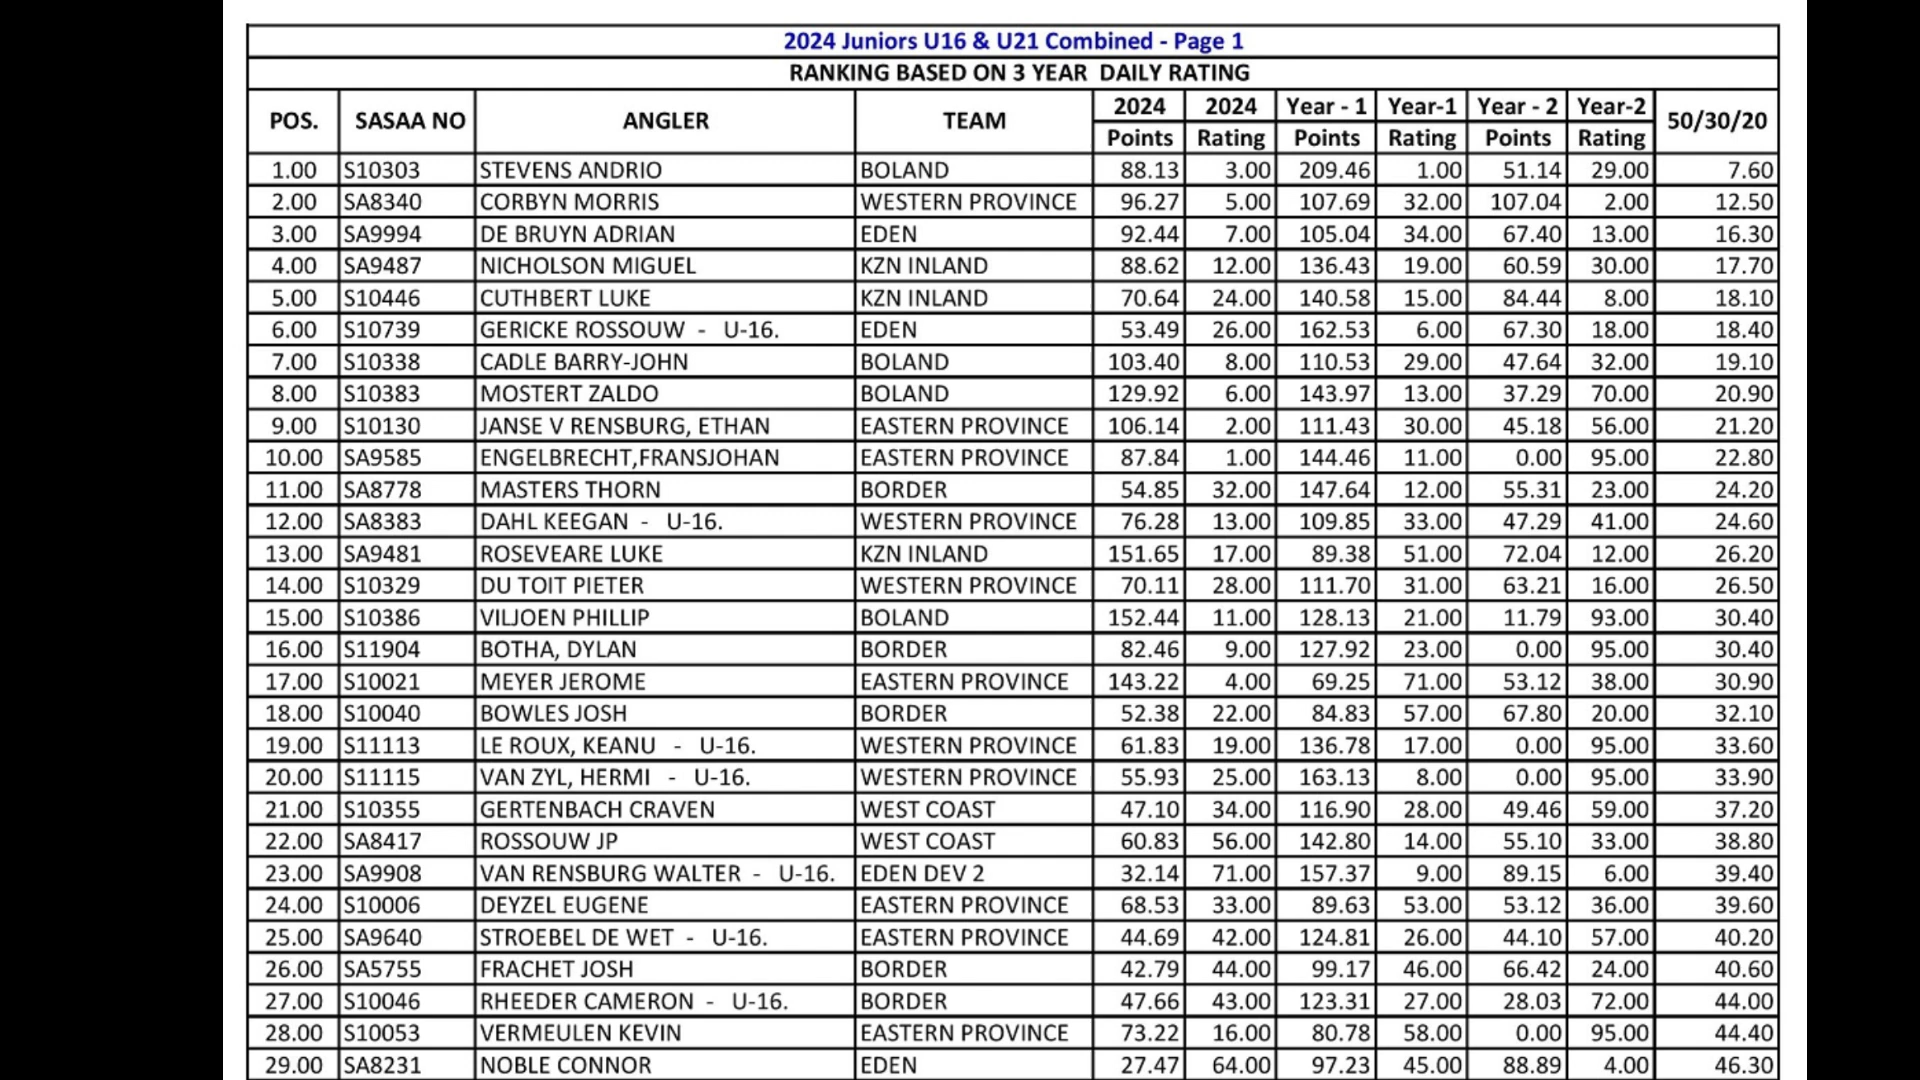 2024 Juniors U16 & U21 Combined - Page 1
RANKING BASED ON 3 YEAR DAILY RATING
POS. SASAA NO ANGLER TEAM 2024 Points 2024 Rating Year - 1 Points Year-1 Rating Year - 2 Points Year-2 Rating 50/30/20
1.00 S10303 STEVENS ANDRIO BOLAND 88.13 3.00 209.46 1.00 51.14 29.00 7.60
2.00 SA8340 CORBYN MORRIS WESTERN PROVINCE 96.27 5.00 107.69 32.00 107.04 2.00 12.50
3.00 SA9994 DE BRUYN ADRIAN EDEN 92.44 7.00 105.04 34.00 67.40 13.00 16.30
4.00 SA9487 NICHOLSON MIGUEL KZN INLAND 88.62 12.00 136.43 19.00 60.59 30.00 17.70
5.00 S10446 CUTHBERT LUKE KZN INLAND 70.64 24.00 140.58 15.00 84.44 8.00 18.10
6.00 S10739 GERICKE ROSSOUW - U-16. EDEN 53.49 26.00 162.53 6.00 67.30 18.00 18.40
7.00 S10338 CADLE BARRY-JOHN BOLAND 103.40 8.00 110.53 29.00 47.64 32.00 19.10
8.00 S10383 MOSTERT ZALDO BOLAND 129.92 6.00 143.97 13.00 37.29 70.00 20.90
9.00 S10130 JANSE V RENSBURG, ETHAN EASTERN PROVINCE 106.14 2.00 111.43 30.00 45.18 56.00 21.20
10.00 SA9585 ENGELBRECHT,FRANSJOHAN EASTERN PROVINCE 87.84 1.00 144.46 11.00 0.00 95.00 22.80
11.00 SA8778 MASTERS THORN BORDER 54.85 32.00 147.64 12.00 55.31 23.00 24.20
12.00 SA8383 DAHL KEEGAN - U-16. WESTERN PROVINCE 76.28 13.00 109.85 33.00 47.29 41.00 24.60
13.00 SA9481 ROSEVEARE LUKE KZN INLAND 151.65 17.00 89.38 51.00 72.04 12.00 26.20
14.00 S10329 DU TOIT PIETER WESTERN PROVINCE 70.11 28.00 111.70 31.00 63.21 16.00 26.50
15.00 S10386 VILJOEN PHILLIP BOLAND 152.44 11.00 128.13 21.00 11.79 93.00 30.40
16.00 S11904 BOTHA, DYLAN BORDER 82.46 9.00 127.92 23.00 0.00 95.00 30.40
17.00 S10021 MEYER JEROME EASTERN PROVINCE 143.22 4.00 69.25 71.00 53.12 38.00 30.90
18.00 S10040 BOWLES JOSH BORDER 52.38 22.00 84.83 57.00 67.80 20.00 32.10
19.00 S11113 LE ROUX, KEANU - U-16. WESTERN PROVINCE 61.83 19.00 136.78 17.00 0.00 95.00 33.60
20.00 S11115 VAN ZYL, HERMI - U-16. WESTERN PROVINCE 55.93 25.00 163.13 8.00 0.00 95.00 33.90
21.00 S10355 GERTENBACH CRAVEN WEST COAST 47.10 34.00 116.90 28.00 49.46 59.00 37.20
22.00 SA8417 ROSSOUW JP WEST COAST 60.83 56.00 142.80 14.00 55.10 33.00 38.80
23.00 SA9908 VAN RENSBURG WALTER - U-16. EDEN DEV 2 32.14 71.00 157.37 9.00 89.15 6.00 39.40
24.00 S10006 DEYZEL EUGENE EASTERN PROVINCE 68.53 33.00 89.63 53.00 53.12 36.00 39.60
25.00 SA9640 STROEBEL DE WET - U-16. EASTERN PROVINCE 44.69 42.00 124.81 26.00 44.10 57.00 40.20
26.00 SA5755 FRACHET JOSH BORDER 42.79 44.00 99.17 46.00 66.42 24.00 40.60
27.00 S10046 RHEEDER CAMERON - U-16. BORDER 47.66 43.00 123.31 27.00 28.03 72.00 44.00
28.00 S10053 VERMEULEN KEVIN EASTERN PROVINCE 73.22 16.00 80.78 58.00 0.00 95.00 44.40
29.00 SA8231 NOBLE CONNOR EDEN 27.47 64.00 97.23 45.00 88.89 4.00 46.30